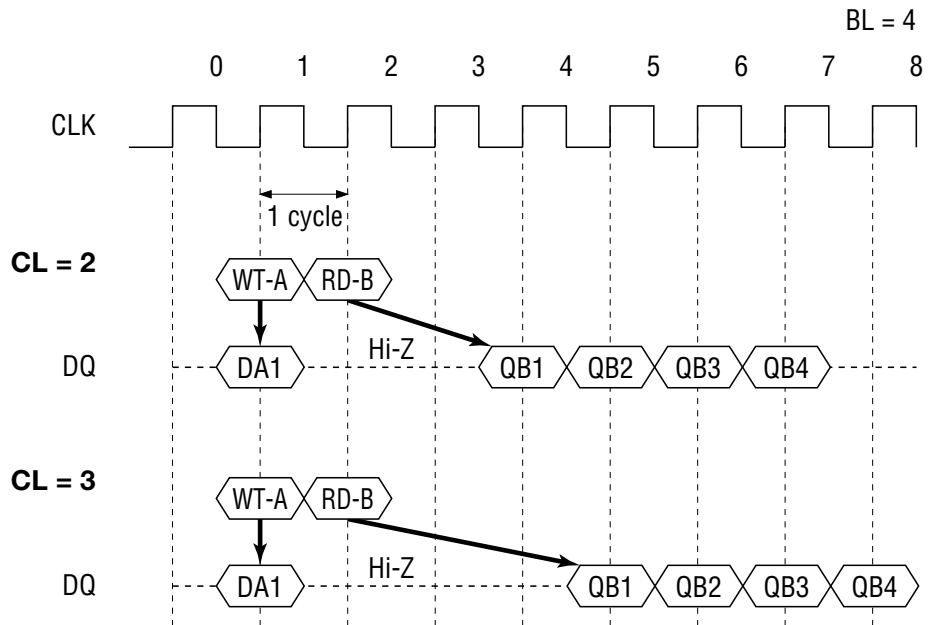 BL = 4
0 1 2 3 4 5 6 7 8
CLK
1 cycle
CL = 2
WT-A RD-B
Hi-Z
DQ DA1 QB1 QB2 QB3 QB4
CL = 3
WT-A RD-B
Hi-Z
DQ DA1 QB1 QB2 QB3 QB4